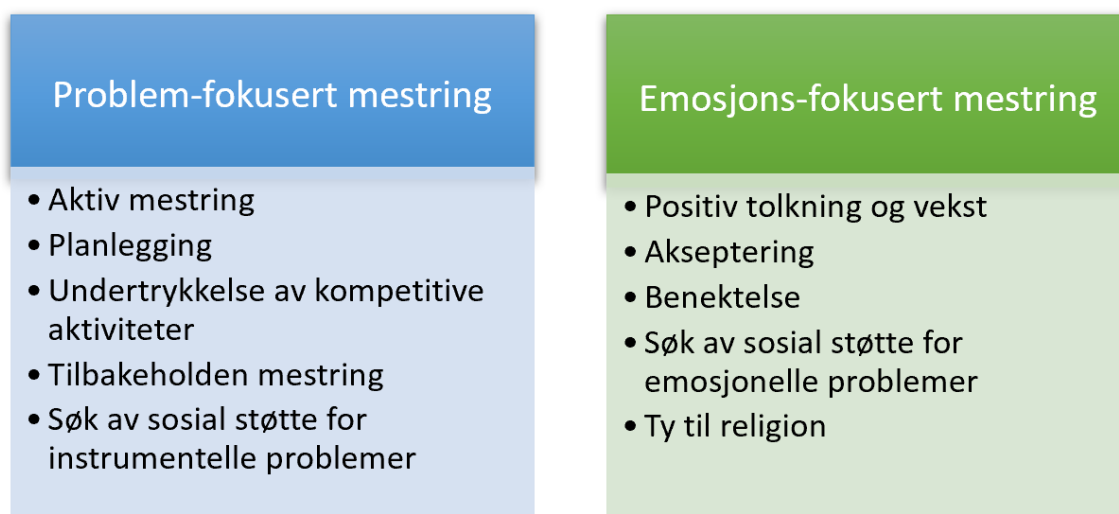 Problem-fokusert mestring
• Aktiv mestring
• Planlegging
• Undertrykkelse av kompetitive
aktiviteter
• Tilbakeholden mestring
• Søk av sosial støtte for
instrumentelle problemer
Emosjons-fokusert mestring
• Positiv tolkning og vekst
• Akseptering
• Benektelse
• Søk av sosial støtte for
emosjonelle problemer
• Ty til religion